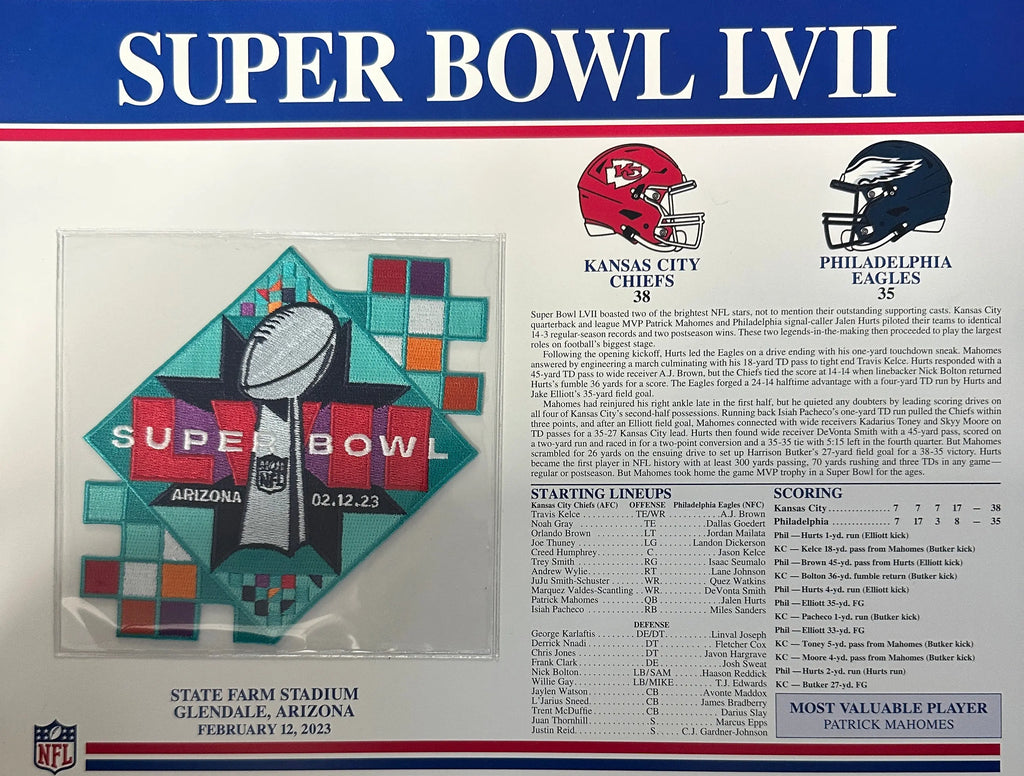 SUPER BOWL LVII
KC
KANSAS CITY
CHIEFS
38
PHILADELPHIA
EAGLES
35
Super Bowl LVII boasted two of the brightest NFL stars, not to mention their outstanding supporting casts. Kansas City
quarterback and league MVP Patrick Mahomes and Philadelphia signal-caller Jalen Hurts piloted their teams to identical
14-3 regular-season records and two postseason wins. These two legends-in-the-making then proceeded to play the largest
roles on football's biggest stage.
Following the opening kickoff, Hurts led the Eagles on a drive ending with his one-yard touchdown sneak. Mahomes
answered by engineering a march culminating with his 18-yard TD pass to tight end Travis Kelce. Hurts responded with a
45-yard TD pass to wide receiver A.J. Brown, but the Chiefs tied the score at 14-14 when linebacker Nick Bolton returned
Hurts's fumble 36 yards for a score. The Eagles forged a 24-14 halftime advantage with a four-yard TD run by Hurts and
Jake Elliott's 35-yard field goal.
Mahomes had reinjured his right ankle late in the first half, but he quieted any doubters by leading scoring drives on
all four of Kansas City's second-half possessions. Running back Isiah Pacheco's one-yard TD run pulled the Chiefs within
three points, and after an Elliott field goal, Mahomes connected with wide receivers Kadarius Toney and Skyy Moore on
TD passes for a 35-27 Kansas City lead. Hurts then found wide receiver DeVonta Smith with a 45-yard pass, scored on
a two-yard run and raced in for a two-point conversion and a 35-35 tie with 5:15 left in the fourth quarter. But Mahomes
scrambled for 26 yards on the ensuing drive to set up Harrison Butker's 27-yard field goal for a 38-35 victory. Hurts
became the first player in NFL history with at least 300 yards passing, 70 yards rushing and three TDs in any game—
regular or postseason. But Mahomes took home the game MVP trophy in a Super Bowl for the ages.
LVII
SUPER BOWL
NFL
ARIZONA 02.12.23
STATE FARM STADIUM
GLENDALE, ARIZONA
FEBRUARY 12, 2023
STARTING LINEUPS
Kansas City Chiefs (AFC) OFFENSE Philadelphia Eagles (NFC)
Travis Kelce TE/WR A.J. Brown
Noah Gray TE Dallas Goedert
Orlando Brown LT Jordan Mailata
Joe Thuney LG Landon Dickerson
Creed Humphrey C Jason Kelce
Trey Smith RG Isaac Seumalo
Andrew Wylie RT Lane Johnson
JuJu Smith-Schuster WR Quez Watkins
Marquez Valdes-Scantling WR DeVonta Smith
Patrick Mahomes QB Jalen Hurts
Isiah Pacheco RB Miles Sanders
DEFENSE
George Karlaftis DE/DT Linval Joseph
Derrick Nnadi DT Fletcher Cox
Chris Jones DT Javon Hargrave
Frank Clark DE Josh Sweat
Nick Bolton LB/SAM Haason Reddick
Willie Gay LB/MIKE T.J. Edwards
Jaylen Watson CB Avonte Maddox
L'Jarius Sneed CB James Bradberry
Trent McDuffie CB Darius Slay
Juan Thornhill S Marcus Epps
Justin Reid S C.J. Gardner-Johnson
SCORING
Kansas City 7 7 7 17 — 38
Philadelphia 7 17 3 8 — 35
Phil — Hurts 1-yd. run (Elliott kick)
KC — Kelce 18-yd. pass from Mahomes (Butker kick)
Phil — Brown 45-yd. pass from Hurts (Elliott kick)
KC — Bolton 36-yd. fumble return (Butker kick)
Phil — Hurts 4-yd. run (Elliott kick)
Phil — Elliott 35-yd. FG
KC — Pacheco 1-yd. run (Butker kick)
Phil — Elliott 33-yd. FG
KC — Toney 5-yd. pass from Mahomes (Butker kick)
KC — Moore 4-yd. pass from Mahomes (Butker kick)
Phil — Hurts 2-yd. run (Hurts run)
KC — Butker 27-yd. FG
MOST VALUABLE PLAYER
PATRICK MAHOMES
NFL